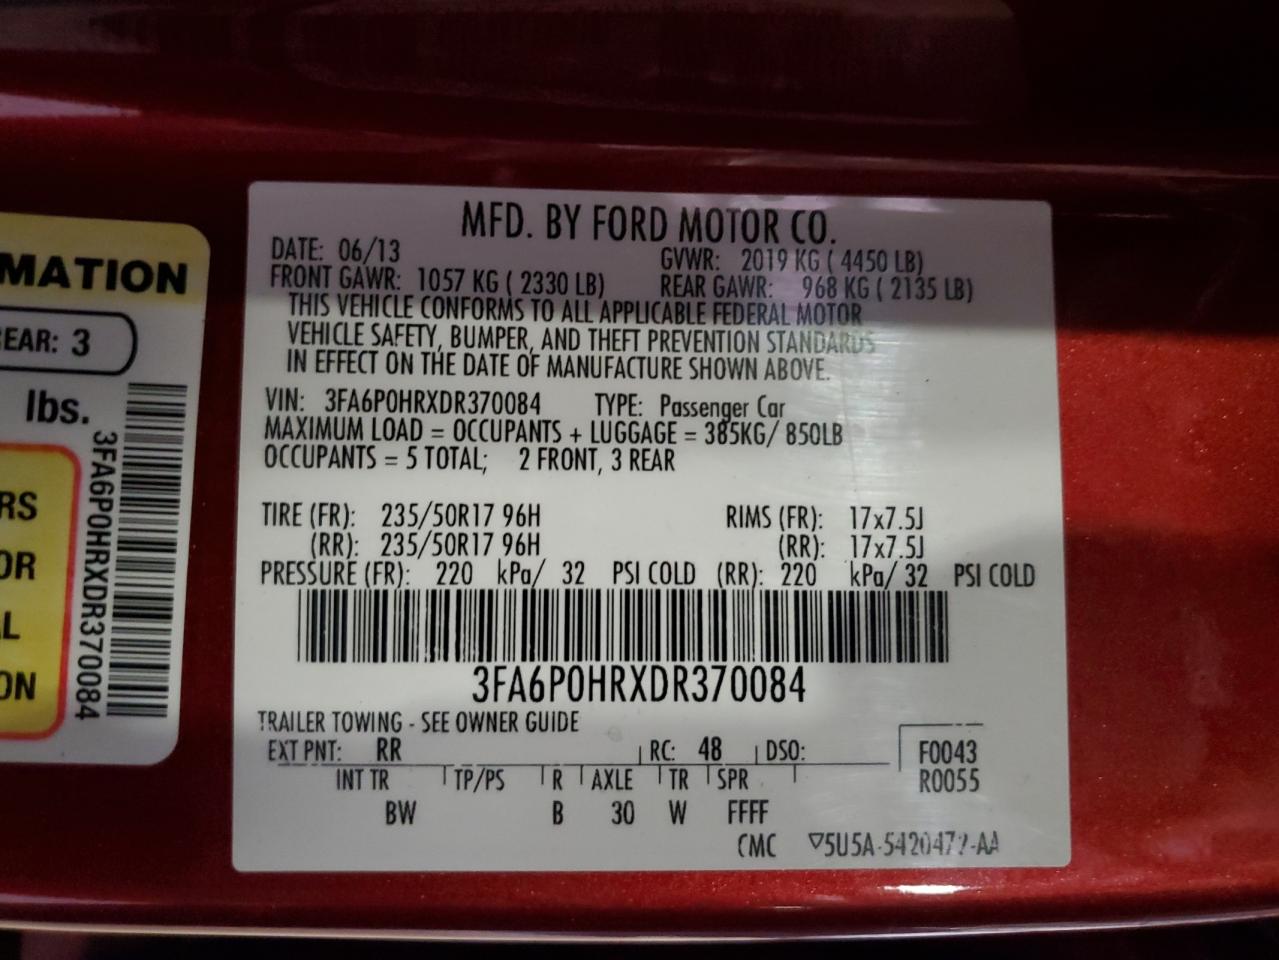 MFD. BY FORD MOTOR CO.
DATE: 06/13 GVWR: 2019 KG ( 4450 LB)
FRONT GAWR: 1057 KG ( 2330 LB) REAR GAWR: 968 KG ( 2135 LB)
THIS VEHICLE CONFORMS TO ALL APPLICABLE FEDERAL MOTOR
VEHICLE SAFETY, BUMPER, AND THEFT PREVENTION STANDARDS
IN EFFECT ON THE DATE OF MANUFACTURE SHOWN ABOVE.
VIN: 3FA6P0HRXDR370084 TYPE: Passenger Car
MAXIMUM LOAD = OCCUPANTS + LUGGAGE = 385KG/ 850LB
OCCUPANTS = 5 TOTAL; 2 FRONT, 3 REAR
TIRE (FR): 235/50R17 96H RIMS (FR): 17x7.5J
(RR): 235/50R17 96H (RR): 17x7.5J
PRESSURE (FR): 220 kPa/ 32 PSI COLD (RR): 220 kPa/ 32 PSI COLD
3FA6P0HRXDR370084
TRAILER TOWING - SEE OWNER GUIDE
EXT PNT: RR RC: 48 DSO: F0043
INT TR TP/PS R AXLE TR SPR R0055
BW B 30 W FFFF
CMC ▽5U5A-5420472-AA
MATION
EAR: 3
lbs.
3FA6P0HRXDR370084
RS
OR
L
ON